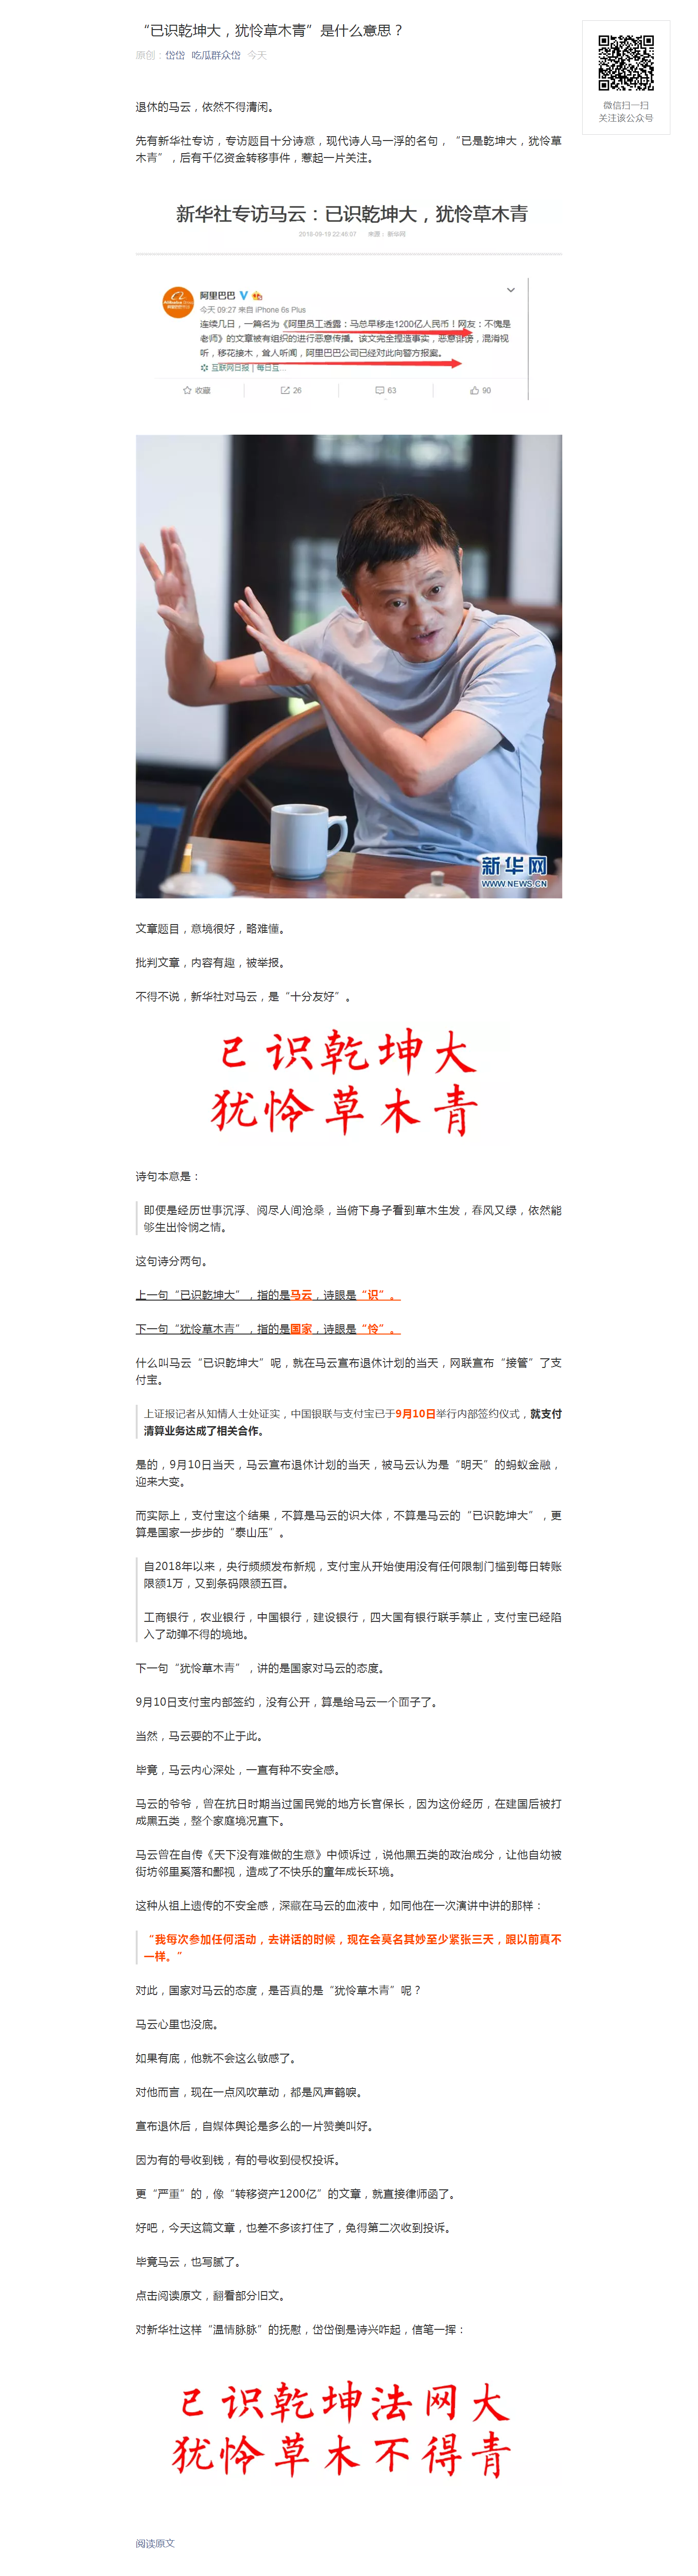 “已识乾坤大，犹怜草木青”是什么意思？
原创：岱岱 吃瓜群众岱 今天
微信扫一扫
关注该公众号
退休的马云，依然不得清闲。
先有新华社专访，专访题目十分诗意，现代诗人马一浮的名句，“已是乾坤大，犹怜草
木青”，后有千亿资金转移事件，惹起一片关注。
新华社专访马云：已识乾坤大，犹怜草木青
2018-09-19 22:46:07 来源：新华网
阿里巴巴
今天 09:27 来自 iPhone 6s Plus
连续几日，一篇名为《阿里员工透露：马总早移走1200亿人民币！网友：不愧是
老师》的文章被有组织的进行恶意传播。该文完全捏造事实，恶意诽谤，混淆视
听，移花接木，耸人听闻，阿里巴巴公司已经对此向警方报案。
互联网日报｜每日互...
收藏 26 63 90
新华网
WWW.NEWS.CN
文章题目，意境很好，略难懂。
批判文章，内容有趣，被举报。
不得不说，新华社对马云，是“十分友好”。
已识乾坤大
犹怜草木青
诗句本意是：
即便是经历世事沉浮、阅尽人间沧桑，当俯下身子看到草木生发，春风又绿，依然能
够生出怜悯之情。
这句诗分两句。
上一句“已识乾坤大”，指的是马云，诗眼是“识”。
下一句“犹怜草木青”，指的是国家，诗眼是“怜”。
什么叫马云“已识乾坤大”呢，就在马云宣布退休计划的当天，网联宣布“接管”了支
付宝。
上证报记者从知情人士处证实，中国银联与支付宝已于9月10日举行内部签约仪式，就支付
清算业务达成了相关合作。
是的，9月10日当天，马云宣布退休计划的当天，被马云认为是“明天”的蚂蚁金融，
迎来大变。
而实际上，支付宝这个结果，不算是马云的识大体，不算是马云的“已识乾坤大”，更
算是国家一步步的“泰山压”。
自2018年以来，央行频频发布新规，支付宝从开始使用没有任何限制门槛到每日转账
限额1万，又到条码限额五百。
工商银行，农业银行，中国银行，建设银行，四大国有银行联手禁止，支付宝已经陷
入了动弹不得的境地。
下一句“犹怜草木青”，讲的是国家对马云的态度。
9月10日支付宝内部签约，没有公开，算是给马云一个面子了。
当然，马云要的不止于此。
毕竟，马云内心深处，一直有种不安全感。
马云的爷爷，曾在抗日时期当过国民党的地方长官保长，因为这份经历，在建国后被打
成黑五类，整个家庭境况直下。
马云曾在自传《天下没有难做的生意》中倾诉过，说他黑五类的政治成分，让他自动被
街坊邻里奚落和鄙视，造成了不快乐的童年成长环境。
这种从祖上遗传的不安全感，深藏在马云的血液中，如同他在一次演讲中讲的那样：
“我每次参加任何活动，去讲话的时候，现在会莫名其妙至少紧张三天，跟以前真不
一样。”
对此，国家对马云的态度，是否真的是“犹怜草木青”呢？
马云心里也没底。
如果有底，他就不会这么敏感了。
对他而言，现在一点风吹草动，都是风声鹤唳。
宣布退休后，自媒体舆论是多么的一片赞美叫好。
因为有的号收到钱，有的号收到侵权投诉。
更“严重”的，像“转移资产1200亿”的文章，就直接律师函了。
好吧，今天这篇文章，也差不多该打住了，免得第二次收到投诉。
毕竟马云，也写腻了。
点击阅读原文，翻看部分旧文。
对新华社这样“温情脉脉”的抚慰，岱岱倒是诗兴咋起，信笔一挥：
已识乾坤法网大
犹怜草木不得青
阅读原文